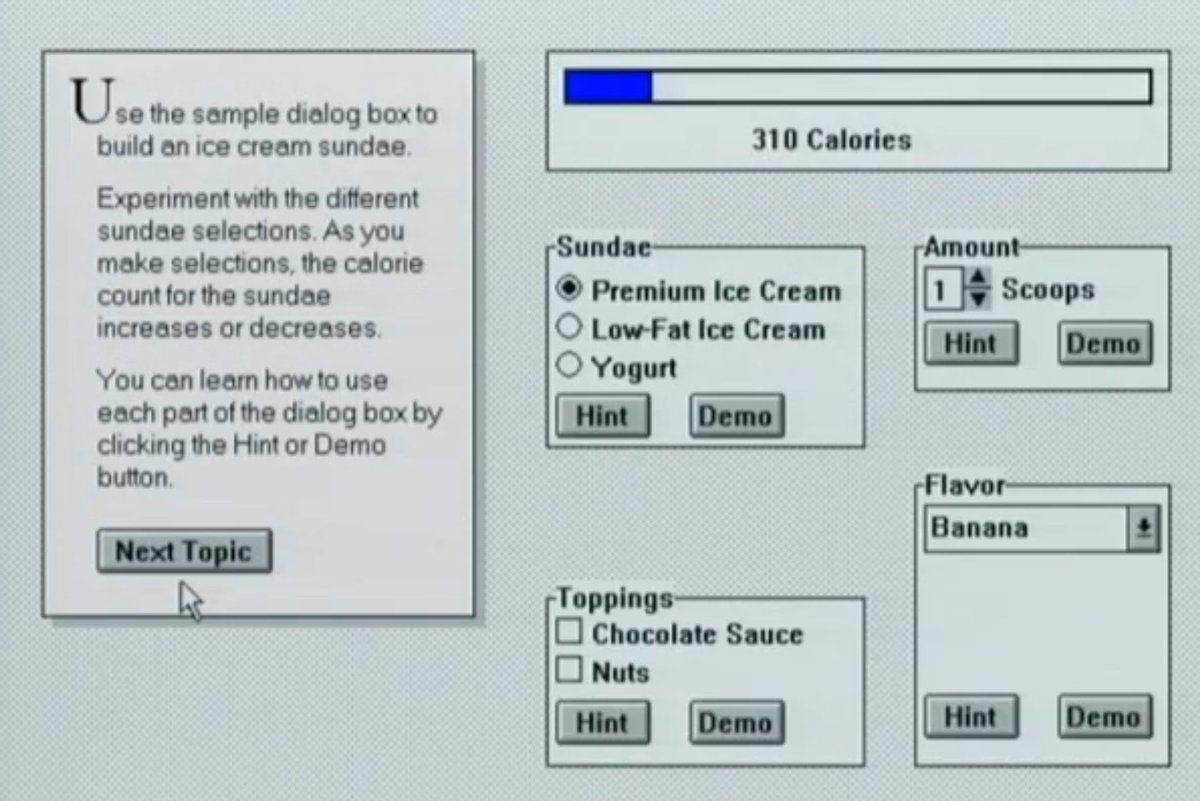 Use the sample dialog box to
build an ice cream sundae.
Experiment with the different
sundae selections. As you
make selections, the calorie
count for the sundae
increases or decreases.
You can learn how to use
each part of the dialog box by
clicking the Hint or Demo
button.
Next Topic
310 Calories
Sundae
Premium Ice Cream
Low-Fat Ice Cream
Yogurt
Hint Demo
Amount
1 Scoops
Hint Demo
Toppings
Chocolate Sauce
Nuts
Hint Demo
Flavor
Banana
Hint Demo